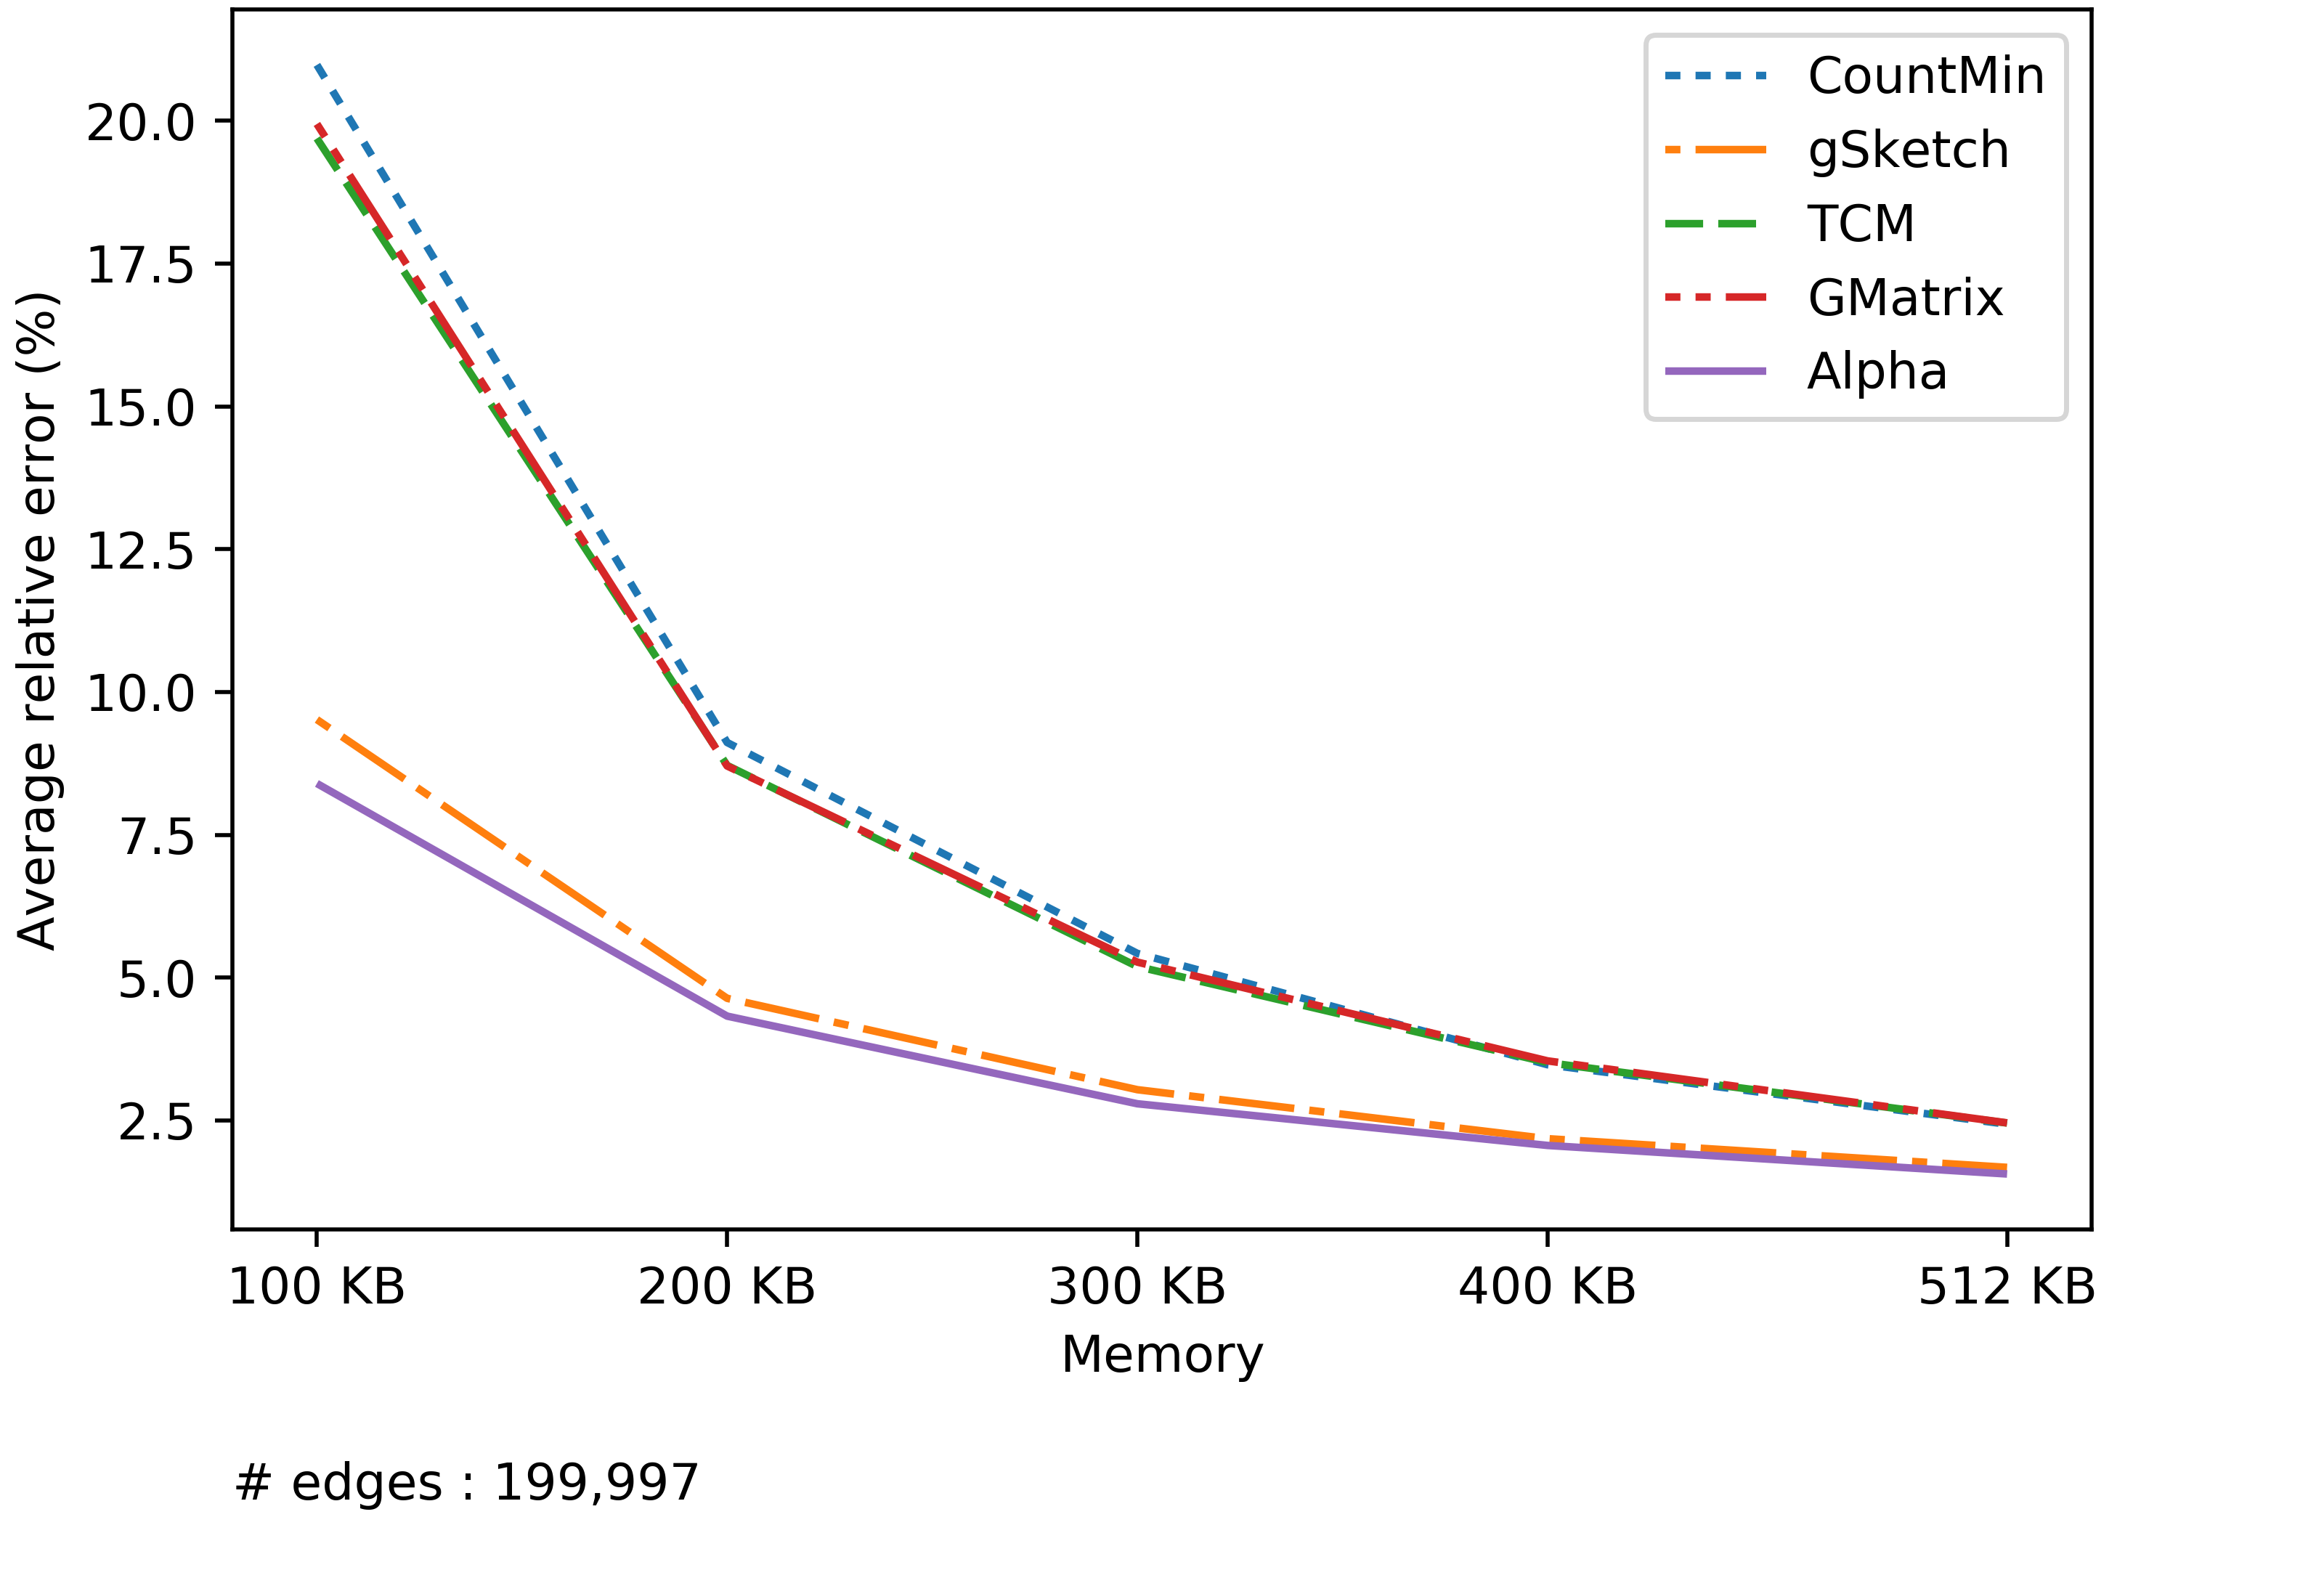 CountMin
gSketch
TCM
GMatrix
Alpha
Average relative error (%)
20.0
17.5
15.0
12.5
10.0
7.5
5.0
2.5
100 KB
200 KB
300 KB
400 KB
512 KB
Memory
# edges : 199,997